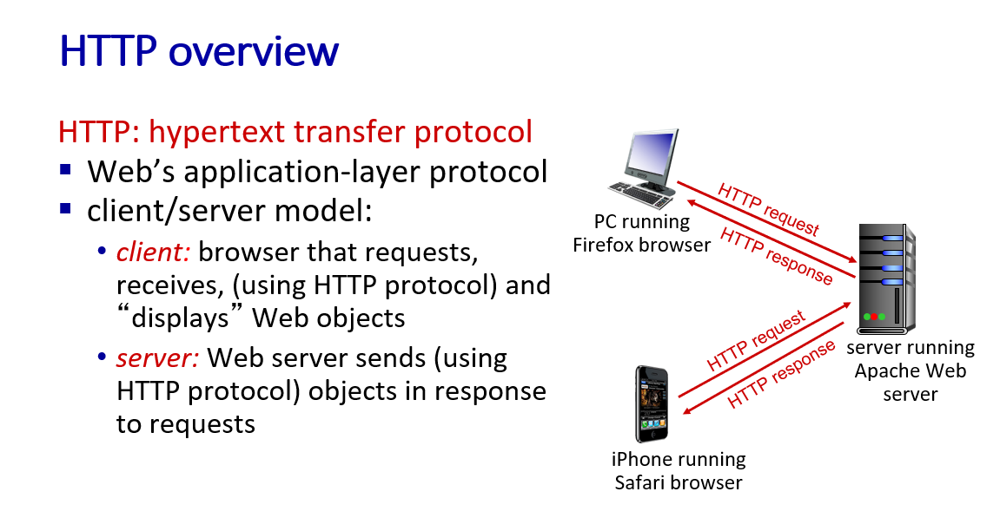 HTTP overview
HTTP: hypertext transfer protocol
▪ Web’s application-layer protocol
▪ client/server model:
• client: browser that requests,
receives, (using HTTP protocol) and
“displays” Web objects
• server: Web server sends (using
HTTP protocol) objects in response
to requests
PC running
Firefox browser
HTTP request
HTTP response
HTTP request
HTTP response
server running
Apache Web
server
iPhone running
Safari browser